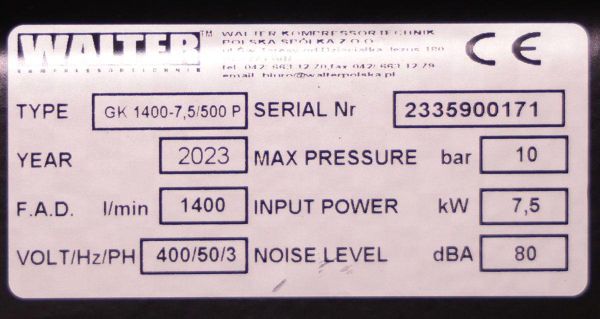 WALTER™
KOMPRESSORTECHNIK
WALTER KOMPRESSORTECHNIK
POLSKA SPÓŁKA Z O.O.
tel. 042/ 663 12 70, fax 042/ 663 12 79
email biuro@walterpolska.pl
CE
TYPE GK 1400-7,5/500 P SERIAL Nr 2335900171
YEAR 2023 MAX PRESSURE bar 10
F.A.D. l/min 1400 INPUT POWER kW 7,5
VOLT/Hz/PH 400/50/3 NOISE LEVEL dBA 80